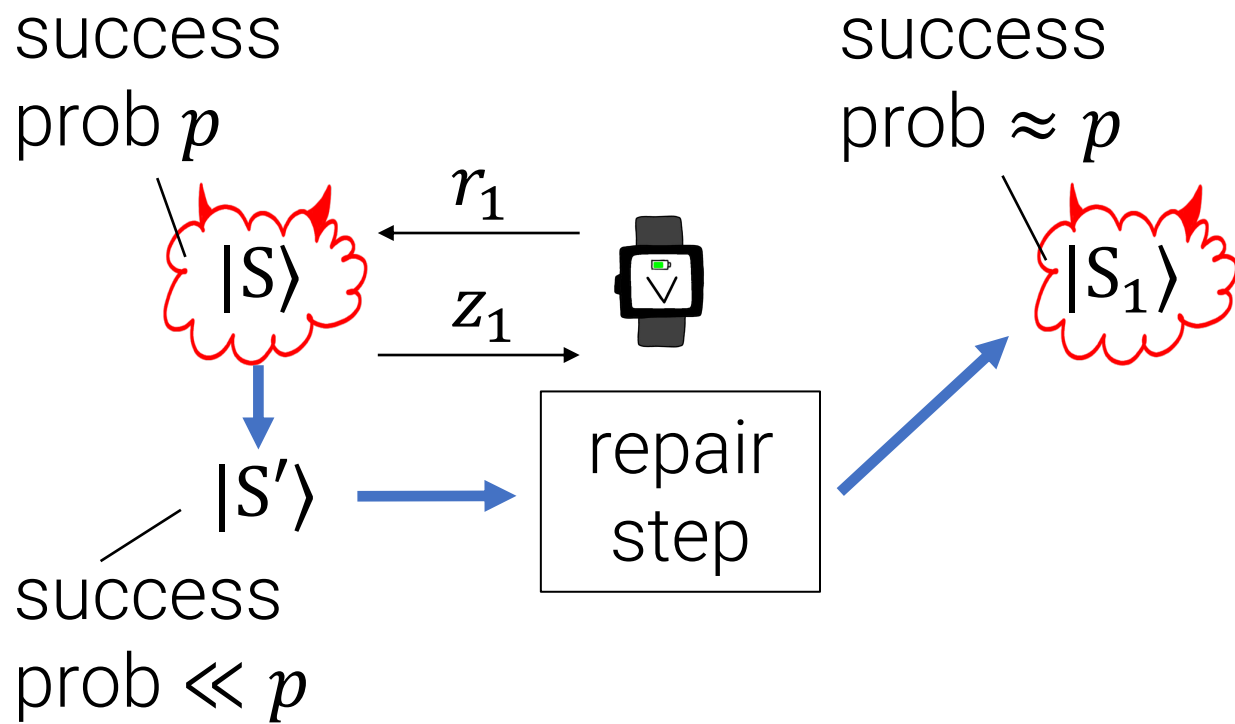 success
prob p
success
prob ≈ p
r₁
|S⟩
z₁
V
|S₁⟩
|S′⟩
repair
step
success
prob ≪ p